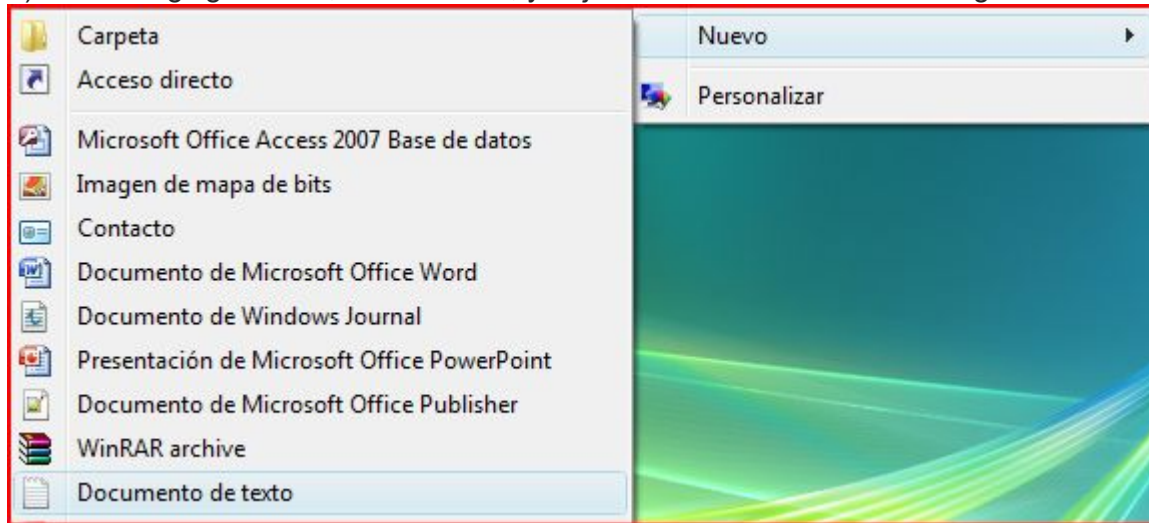 Carpeta
Acceso directo
Microsoft Office Access 2007 Base de datos
Imagen de mapa de bits
Contacto
Documento de Microsoft Office Word
Documento de Windows Journal
Presentación de Microsoft Office PowerPoint
Documento de Microsoft Office Publisher
WinRAR archive
Documento de texto
Nuevo
Personalizar